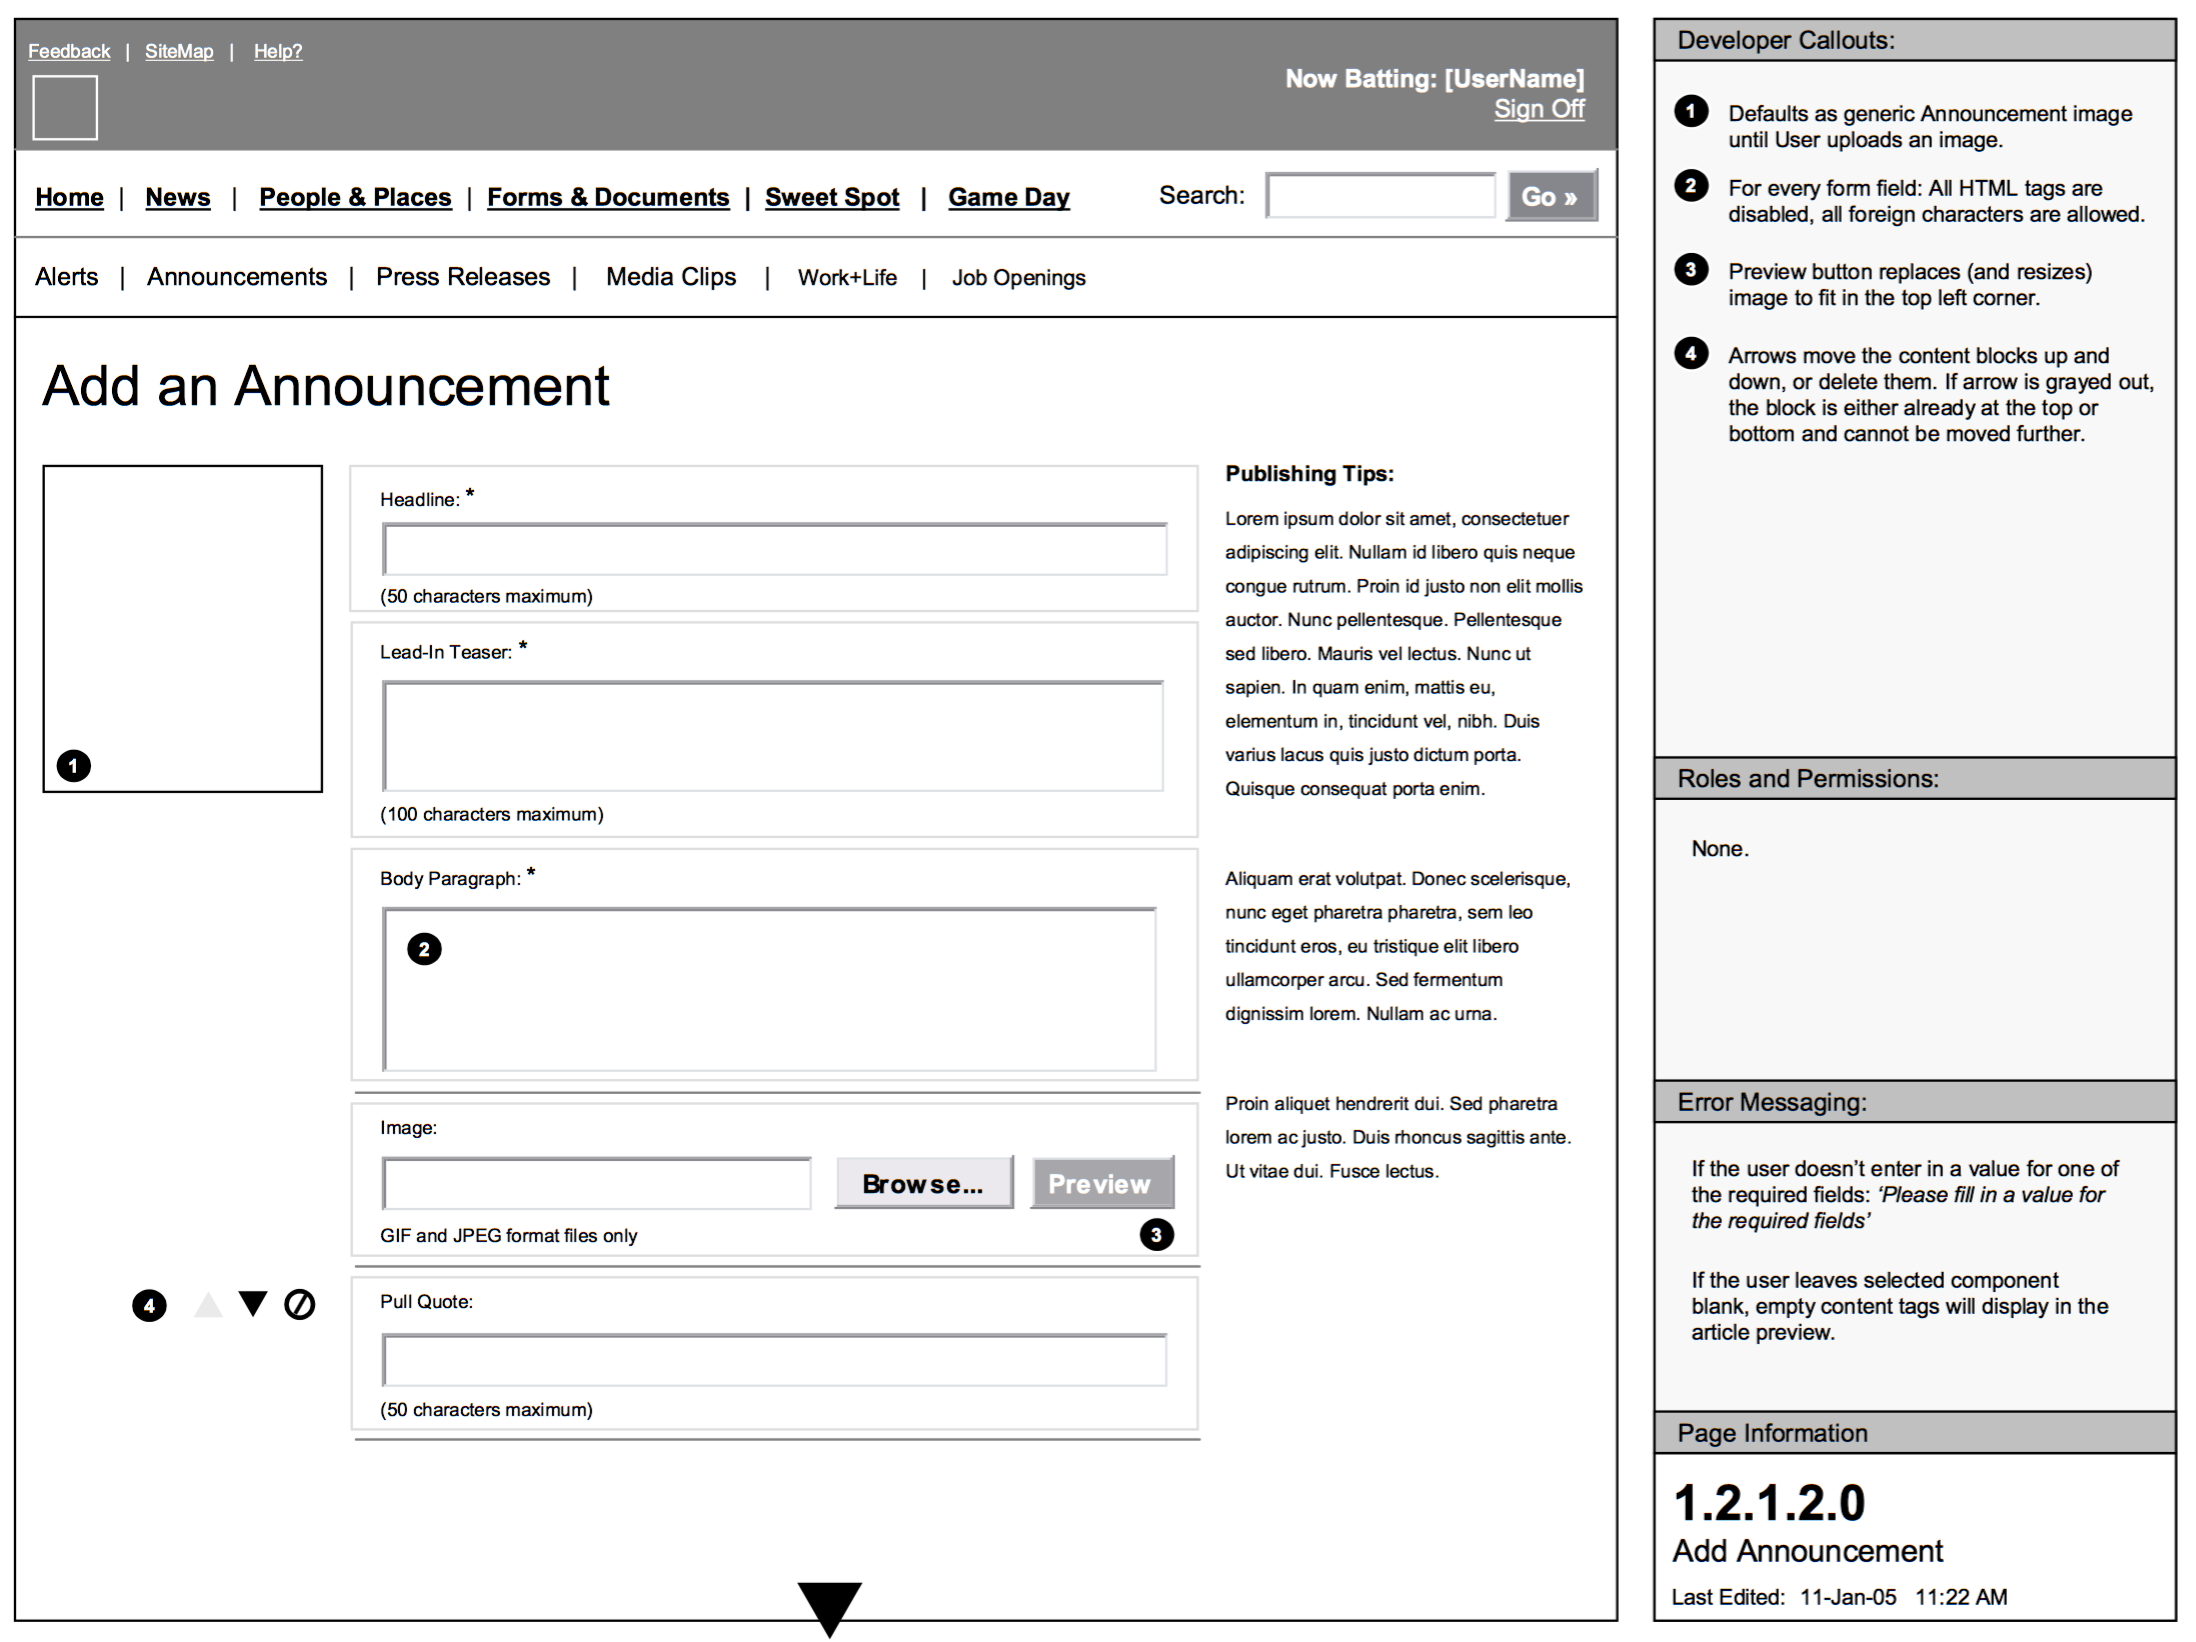 Feedback | SiteMap | Help?
Now Batting: [UserName]
Sign Off
Home | News | People & Places | Forms & Documents | Sweet Spot | Game Day
Search:
Go »
Alerts | Announcements | Press Releases | Media Clips | Work+Life | Job Openings
Add an Announcement
1
Headline: *
(50 characters maximum)
Lead-In Teaser: *
(100 characters maximum)
Body Paragraph: *
2
Image:
Browse...
Preview
GIF and JPEG format files only
3
4
Pull Quote:
(50 characters maximum)
Publishing Tips:
Lorem ipsum dolor sit amet, consectetuer
adipiscing elit. Nullam id libero quis neque
congue rutrum. Proin id justo non elit mollis
auctor. Nunc pellentesque. Pellentesque
sed libero. Mauris vel lectus. Nunc ut
sapien. In quam enim, mattis eu,
elementum in, tincidunt vel, nibh. Duis
varius lacus quis justo dictum porta.
Quisque consequat porta enim.
Aliquam erat volutpat. Donec scelerisque,
nunc eget pharetra pharetra, sem leo
tincidunt eros, eu tristique elit libero
ullamcorper arcu. Sed fermentum
dignissim lorem. Nullam ac urna.
Proin aliquet hendrerit dui. Sed pharetra
lorem ac justo. Duis rhoncus sagittis ante.
Ut vitae dui. Fusce lectus.
Developer Callouts:
1 Defaults as generic Announcement image
until User uploads an image.
2 For every form field: All HTML tags are
disabled, all foreign characters are allowed.
3 Preview button replaces (and resizes)
image to fit in the top left corner.
4 Arrows move the content blocks up and
down, or delete them. If arrow is grayed out,
the block is either already at the top or
bottom and cannot be moved further.
Roles and Permissions:
None.
Error Messaging:
If the user doesn't enter in a value for one of
the required fields: ‘Please fill in a value for
the required fields’
If the user leaves selected component
blank, empty content tags will display in the
article preview.
Page Information
1.2.1.2.0
Add Announcement
Last Edited: 11-Jan-05 11:22 AM